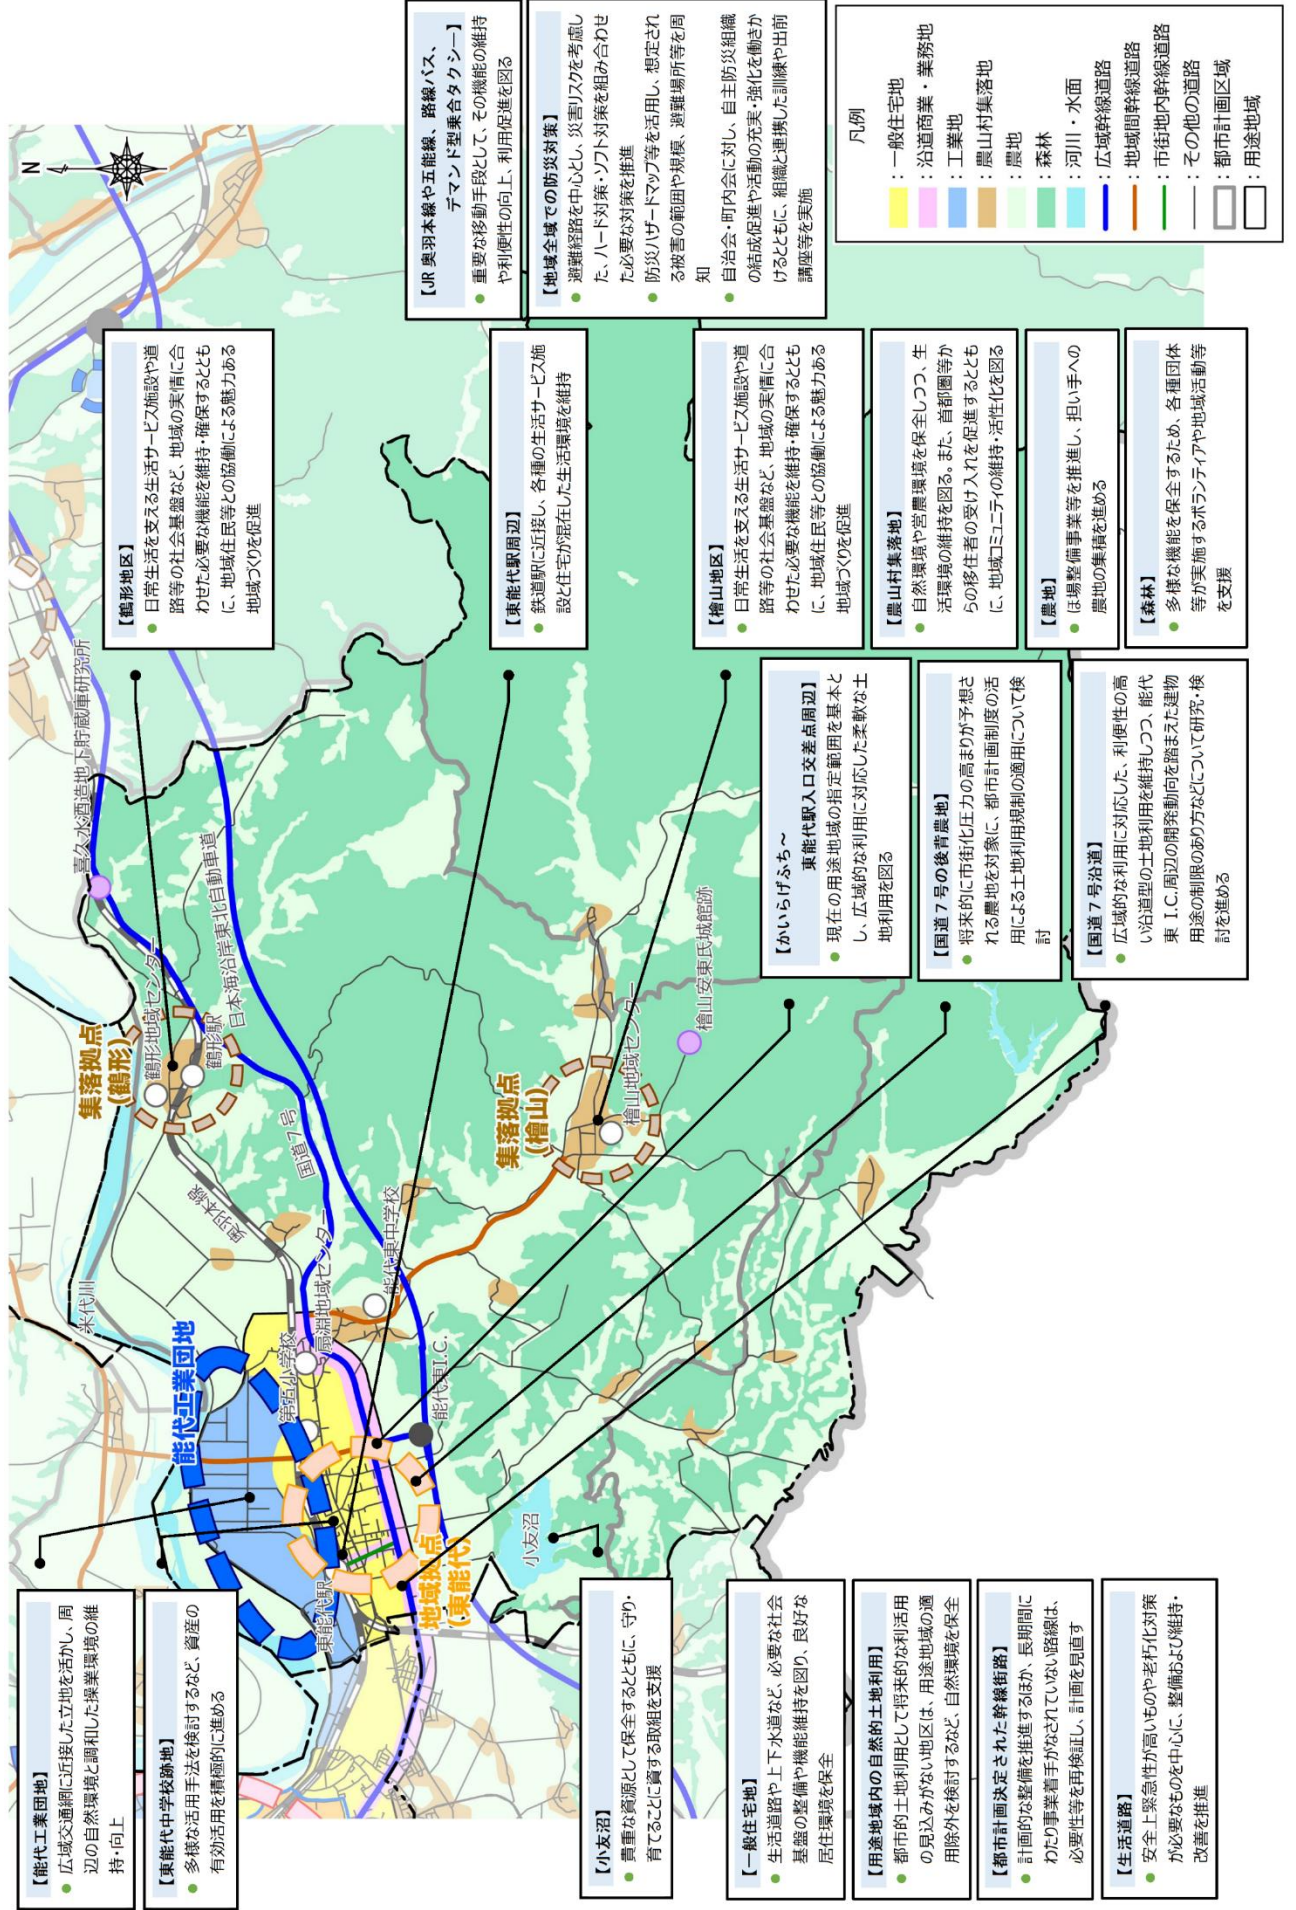 【能代工業団地】
● 広域交通網に近接した立地を活かし、周
辺の自然環境と調和した操業環境の維
持・向上
【東能代中学校跡地】
● 多様な活用手法を検討するなど、資産の
有効活用を積極的に進める
【鶴形地区】
● 日常生活を支える生活サービス施設や道
路等の社会基盤など、地域の実情に合
わせた必要な機能を維持・確保するととも
に、地域住民等との協働による魅力ある
地域づくりを促進
【JR奥羽本線や五能線、路線バス、
デマンド型乗合タクシー】
● 重要な移動手段として、その機能の維持
や利便性の向上、利用促進を図る
【東能代駅周辺】
● 鉄道駅に近接し、各種の生活サービス施
設と住宅が混在した生活環境を維持
【地域全域での防災対策】
● 避難経路を中心とし、災害リスクを考慮し
た、ハード対策・ソフト対策を組み合わせ
た必要な対策を推進
● 防災ハザードマップ等を活用し、想定され
る被害の範囲や規模、避難場所等を周
知
● 自治会・町内会に対し、自主防災組織
の結成促進や活動の充実・強化を働きか
けるとともに、組織と連携した訓練や出前
講座等を実施
【小友沼】
● 貴重な資源として保全するとともに、守り・
育てることに資する取組を支援
【檜山地区】
● 日常生活を支える生活サービス施設や道
路等の社会基盤など、地域の実情に合
わせた必要な機能を維持・確保するととも
に、地域住民等との協働による魅力ある
地域づくりを促進
【一般住宅地】
● 生活道路や上下水道など、必要な社会
基盤の整備や機能維持を図り、良好な
居住環境を保全
【かいらげふち～
東能代駅入口交差点周辺】
● 現在の用途地域の指定範囲を基本と
し、広域的な利用に対応した柔軟な土
地利用を図る
【農山村集落地】
● 自然環境や営農環境を保全しつつ、生
活環境の維持を図る。また、首都圏等か
らの移住者の受け入れを促進するととも
に、地域コミュニティの維持・活性化を図る
【用途地域内の自然的土地利用】
● 都市的土地利用として将来的な利活用
の見込みがない地区は、用途地域の適
用除外を検討するなど、自然環境を保全
【国道7号の後背農地】
● 将来的に市街化圧力の高まりが予想さ
れる農地を対象に、都市計画制度の活
用による土地利用規制の適用について検
討
【都市計画決定された幹線街路】
● 計画的な整備を推進するほか、長期間に
わたり事業着手がなされていない路線は、
必要性等を再検証し、計画を見直す
【農地】
● ほ場整備事業等を推進し、担い手への
農地の集積を進める
【生活道路】
● 安全上緊急性が高いものや老朽化対策
が必要なものを中心に、整備および維持・
改善を推進
【国道7号沿道】
● 広域的な利用に対応した、利便性の高
い沿道型の土地利用を維持しつつ、能代
東 I.C.周辺の開発動向を踏まえた建物
用途の制限のあり方などについて研究・検
討を進める
【森林】
● 多様な機能を保全するため、各種団体
等が実施するボランティアや地域活動等
を支援
凡例
：一般住宅地
：沿道商業・業務地
：工業地
：農山村集落地
：農地
：森林
：河川・水面
：広域幹線道路
：地域間幹線道路
：市街地内幹線道路
：その他の道路
：都市計画区域
：用途地域
N
喜久水酒造地下貯蔵庫研究所
集落拠点
(鶴形)
鶴形地域センター
鶴形駅
日本海沿岸東北自動車道
国道7号
奥羽本線
米代川
能代工業団地
扇淵地域センター
第五小学校
能代東中学校
能代東I.C.
東能代駅
地域拠点
(東能代)
小友沼
集落拠点
(檜山)
檜山地域センター
檜山安東氏城館跡